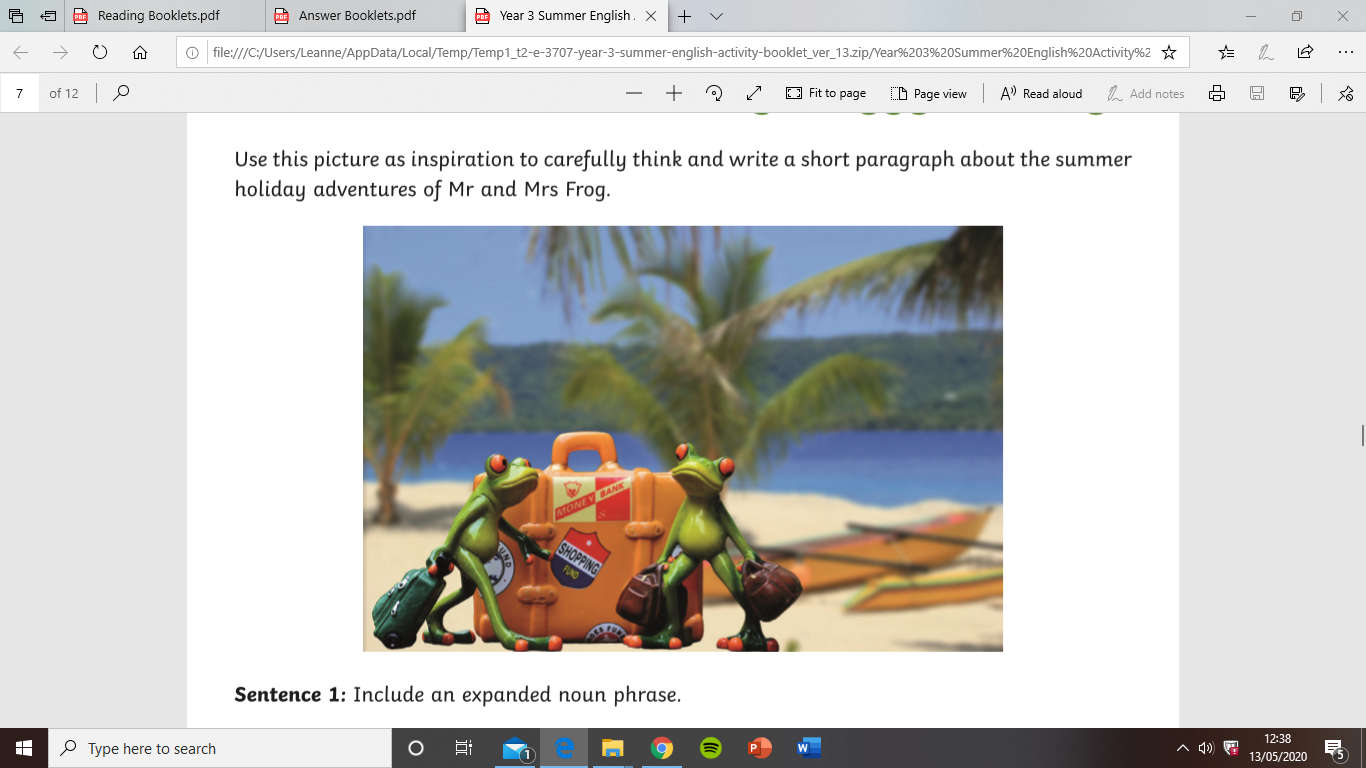 Reading Booklets.pdf
Answer Booklets.pdf
Year 3 Summer English
file:///C:/Users/Leanne/AppData/Local/Temp/Temp1_t2-e-3707-year-3-summer-english-activity-booklet_ver_13.zip/Year%203%20Summer%20English%20Activity%2
7 of 12
Fit to page
Page view
Read aloud
Add notes
Use this picture as inspiration to carefully think and write a short paragraph about the summer
holiday adventures of Mr and Mrs Frog.
MONEY BANK
SHOPPING
FUND
FUND
Sentence 1: Include an expanded noun phrase.
Type here to search
1
12:38
13/05/2020
5